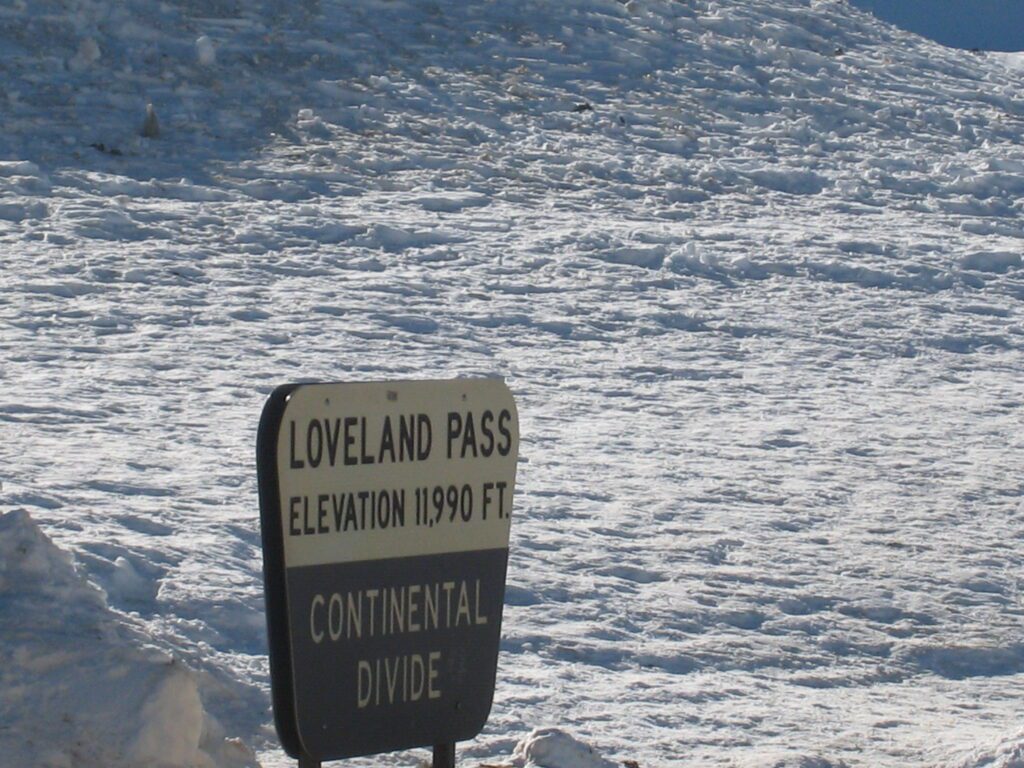 LOVELAND PASS
ELEVATION 11,990 FT.
CONTINENTAL
DIVIDE